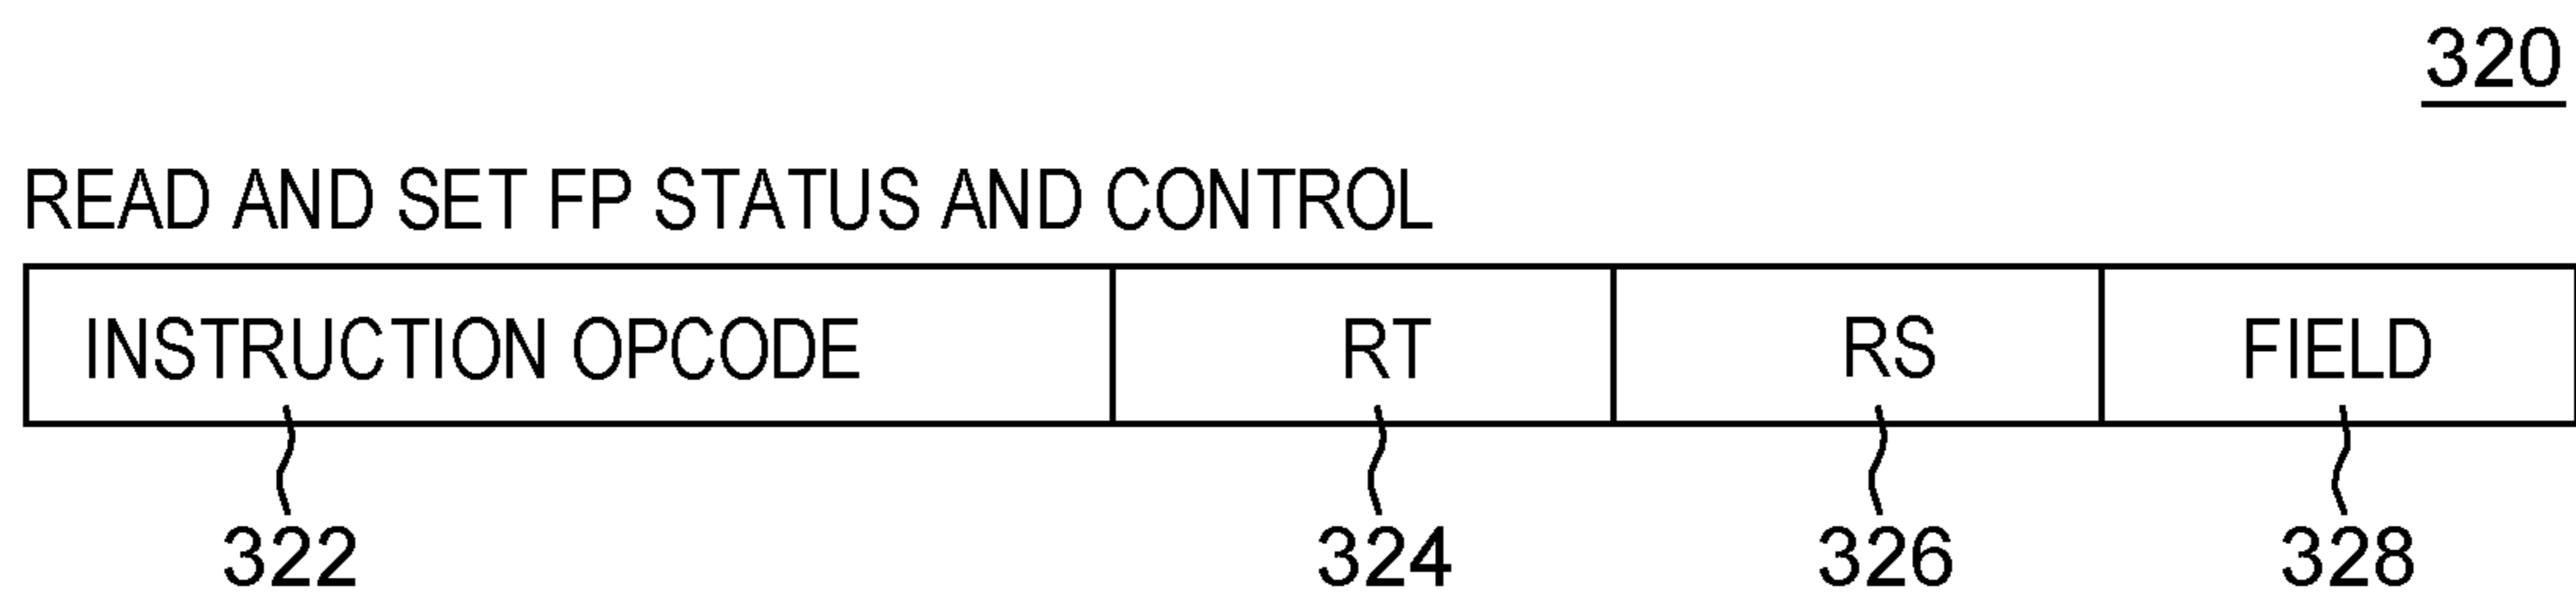 320
READ AND SET FP STATUS AND CONTROL
INSTRUCTION OPCODE RT RS FIELD
322 324 326 328